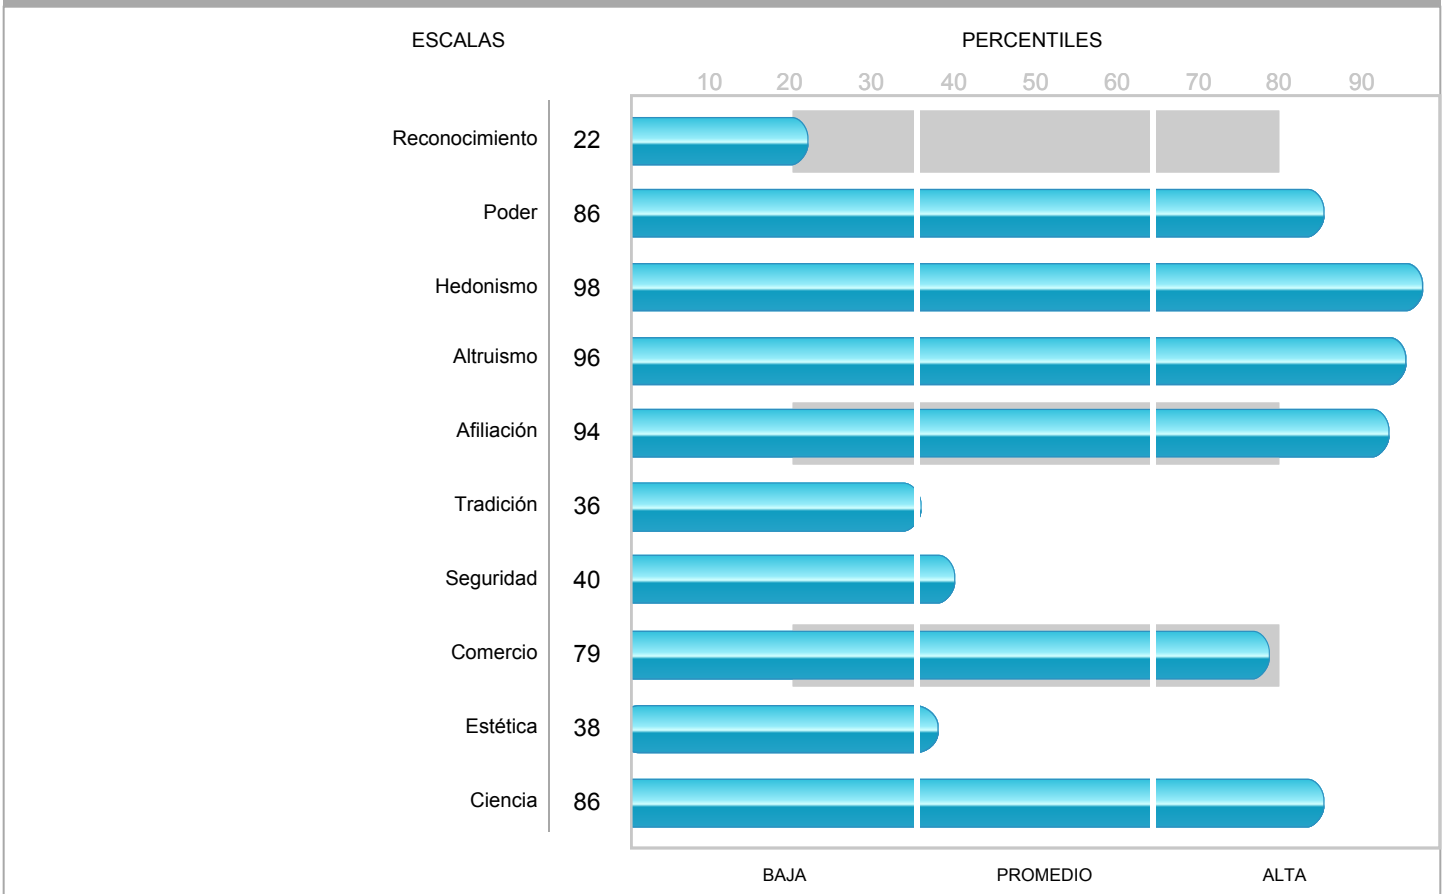 ESCALAS PERCENTILES
10 20 30 40 50 60 70 80 90
Reconocimiento 22
Poder 86
Hedonismo 98
Altruismo 96
Afiliación 94
Tradición 36
Seguridad 40
Comercio 79
Estética 38
Ciencia 86
BAJA PROMEDIO ALTA